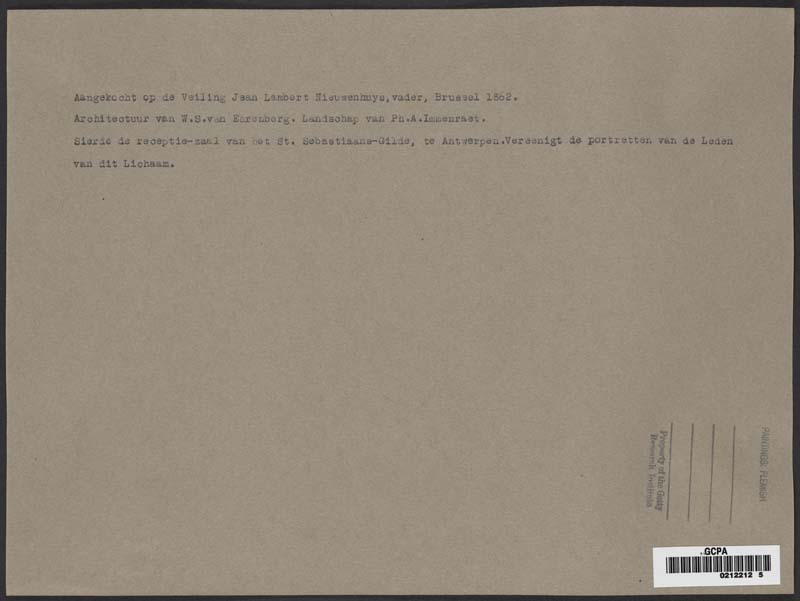 Aangekocht op de Veiling Jean Lambert Nieuwenhuys,vader, Brussel 1862.
Architectuur van W.S.van Ehrenberg. Landschap van Ph.A.Immenraet.
Sierde de receptie-zaal van het St. Sebastiaans-Gilde, te Antwerpen.Vereenigt de portretten van de Leden
van dit Lichaam.
Property of the Getty
Research Institute
PAINTINGS: FLEMISH
GCPA
0212212 5